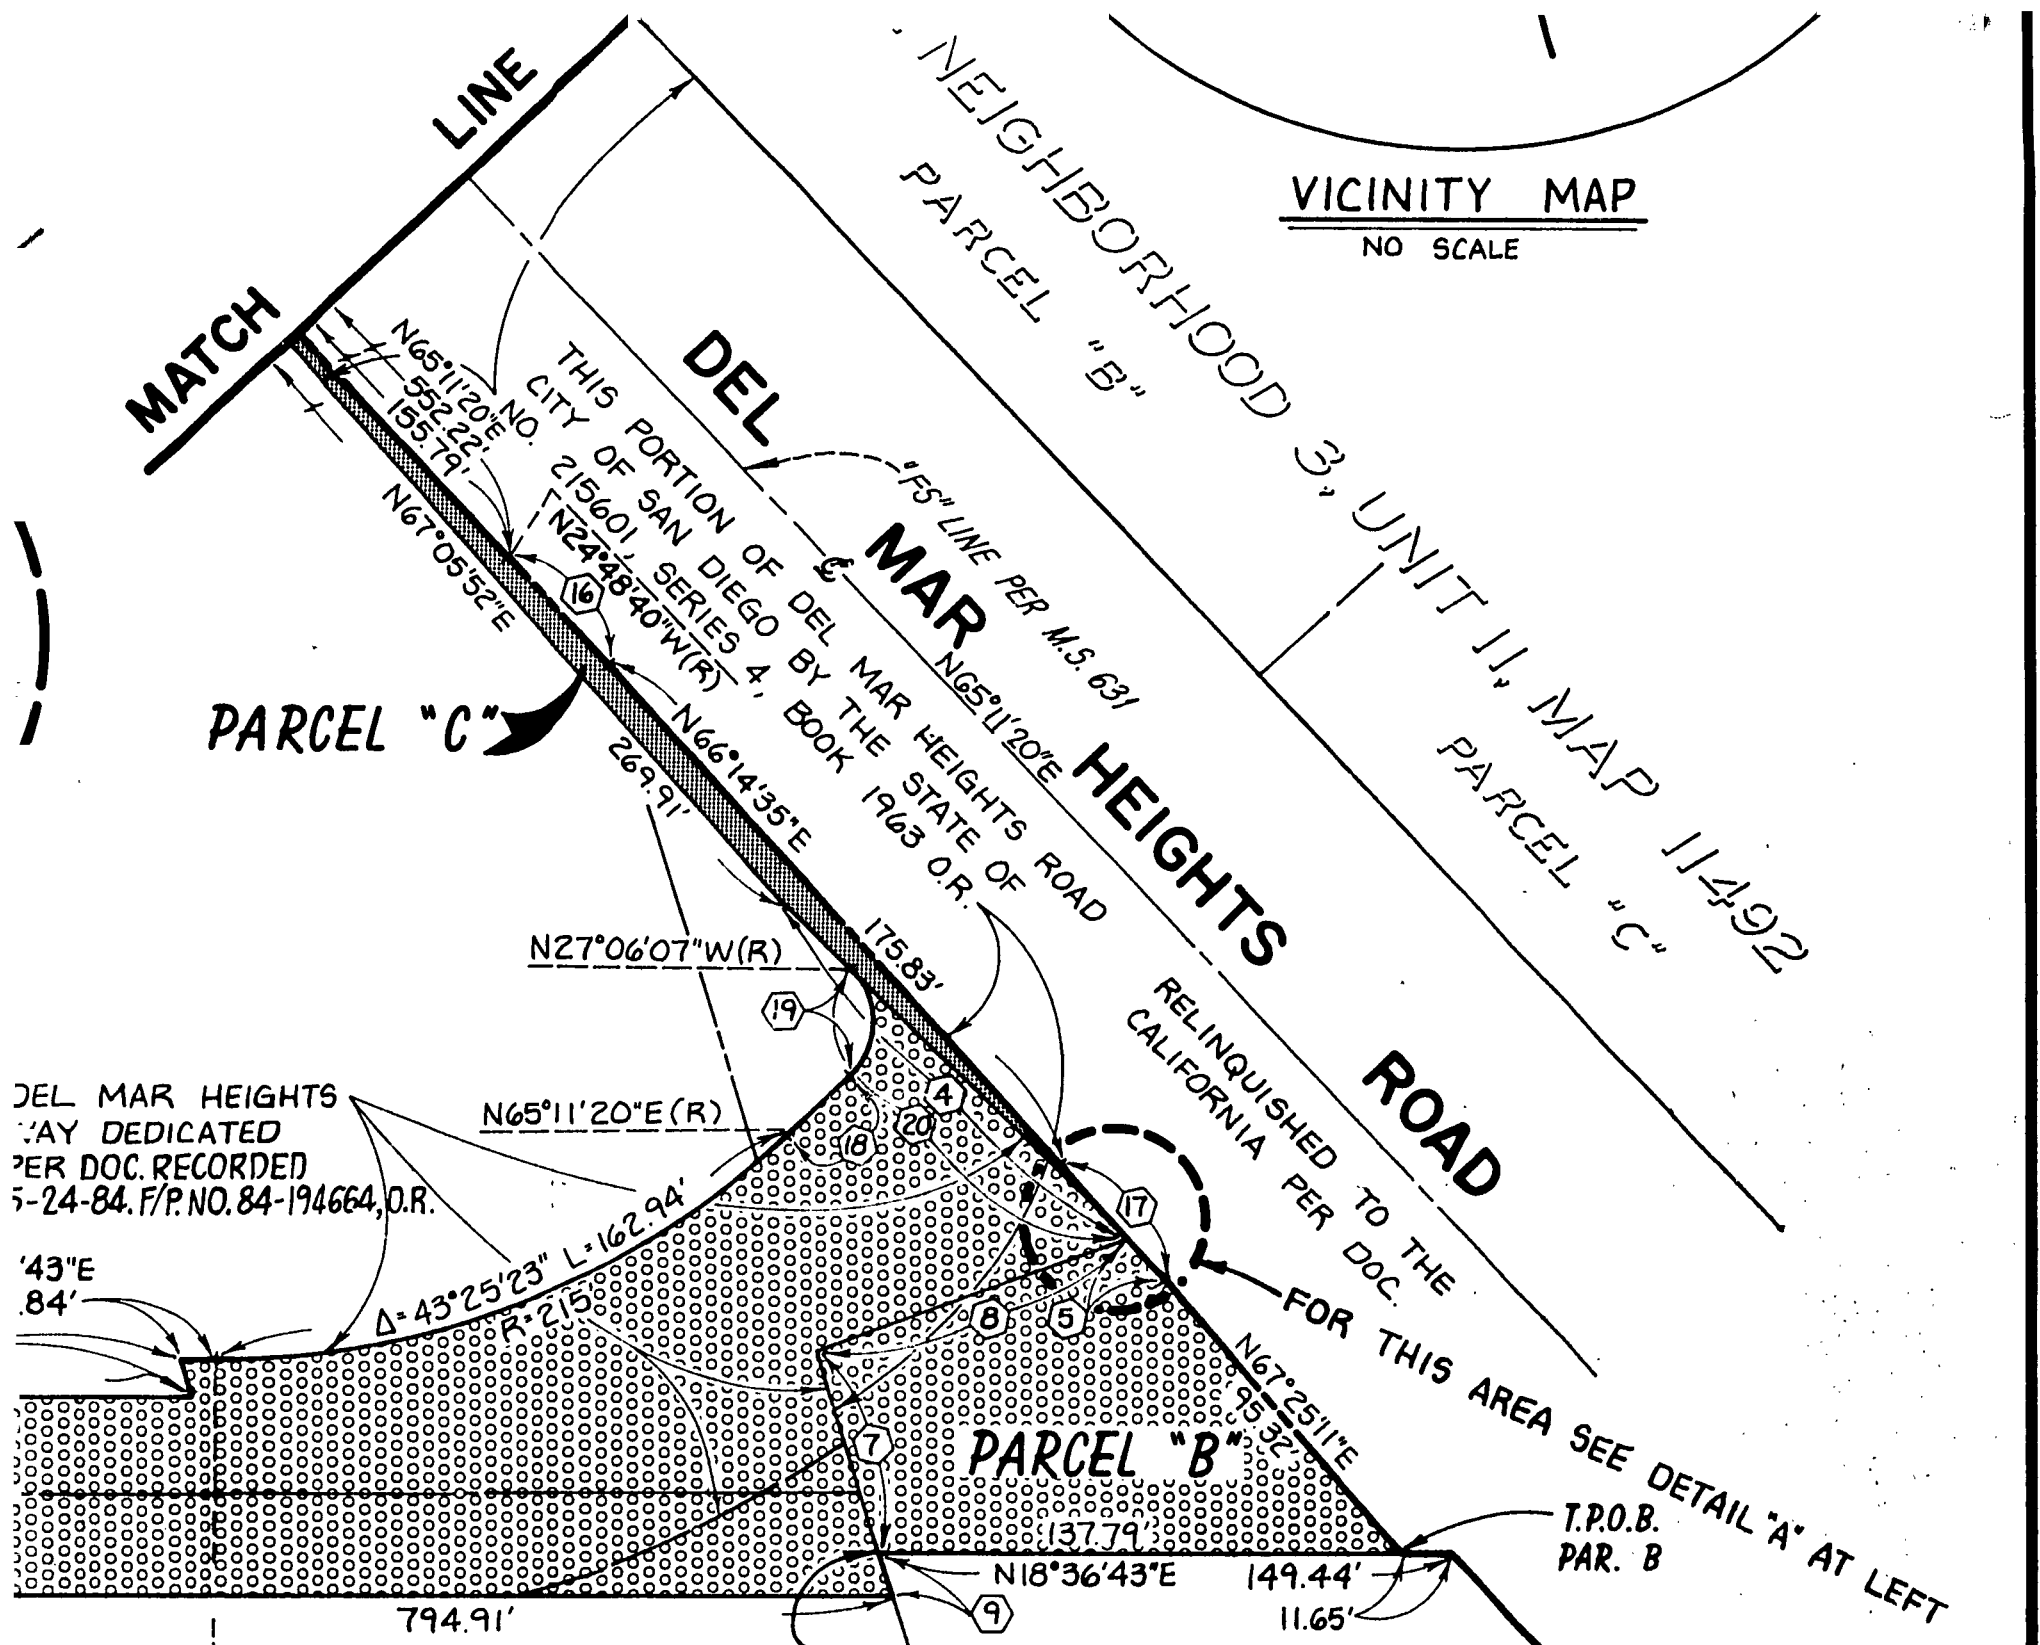 LINE
MATCH
NEIGHBORHOOD 3, UNIT 11, MAP 11492
PARCEL "B"
VICINITY MAP
NO SCALE
DEL MAR HEIGHTS ROAD
N65°11'20"E
552.22'
155.79'
THIS PORTION OF DEL MAR HEIGHTS ROAD
RELINQUISHED TO THE
CITY OF SAN DIEGO BY THE STATE OF
CALIFORNIA PER DOC.
NO. 215601, SERIES 4, BOOK 1963 O.R.
N24°48'40"W(R)
"FS" LINE PER M.S. 631
℄
N65°11'20"E
N67°05'52"E
16
PARCEL "C"
269.91'
N66°14'35"E
175.83'
PARCEL "C"
N27°06'07"W(R)
19
N65°11'20"E(R)
4
20
18
17
DEL MAR HEIGHTS
WAY DEDICATED
PER DOC. RECORDED
5-24-84. F/P. NO. 84-194664, O.R.
'43"E
.84'
Δ=43°25'23" L=162.94'
R=215'
8
5
FOR THIS AREA SEE DETAIL "A" AT LEFT
N67°25'11"E
95.32'
7
PARCEL "B"
T.P.O.B.
PAR. B
137.79'
N18°36'43"E
149.44'
11.65'
9
794.91'